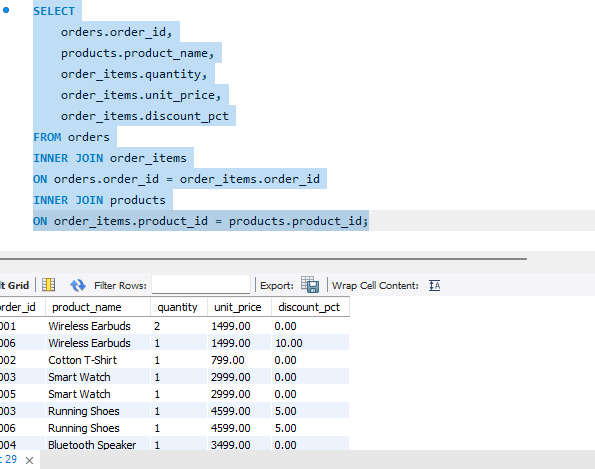 SELECT
orders.order_id,
products.product_name,
order_items.quantity,
order_items.unit_price,
order_items.discount_pct
FROM orders
INNER JOIN order_items
ON orders.order_id = order_items.order_id
INNER JOIN products
ON order_items.product_id = products.product_id;
lt Grid Filter Rows: Export: Wrap Cell Content:
order_id product_name quantity unit_price discount_pct
001 Wireless Earbuds 2 1499.00 0.00
006 Wireless Earbuds 1 1499.00 10.00
002 Cotton T-Shirt 1 799.00 0.00
003 Smart Watch 1 2999.00 0.00
005 Smart Watch 1 2999.00 0.00
003 Running Shoes 1 4599.00 5.00
006 Running Shoes 1 4599.00 5.00
004 Bluetooth Speaker 1 3499.00 0.00
t 29